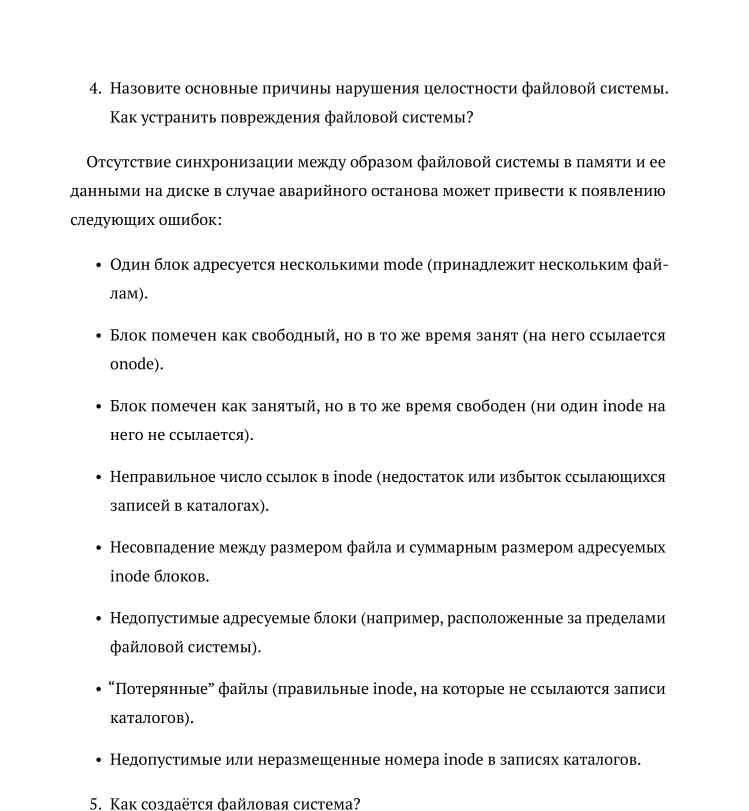 4. Назовите основные причины нарушения целостности файловой системы.
Как устранить повреждения файловой системы?
Отсутствие синхронизации между образом файловой системы в памяти и ее
данными на диске в случае аварийного останова может привести к появлению
следующих ошибок:
• Один блок адресуется несколькими mode (принадлежит нескольким фай-
лам).
• Блок помечен как свободный, но в то же время занят (на него ссылается
onode).
• Блок помечен как занятый, но в то же время свободен (ни один inode на
него не ссылается).
• Неправильное число ссылок в inode (недостаток или избыток ссылающихся
записей в каталогах).
• Несовпадение между размером файла и суммарным размером адресуемых
inode блоков.
• Недопустимые адресуемые блоки (например, расположенные за пределами
файловой системы).
• “Потерянные” файлы (правильные inode, на которые не ссылаются записи
каталогов).
• Недопустимые или неразмещенные номера inode в записях каталогов.
5. Как создаётся файловая система?